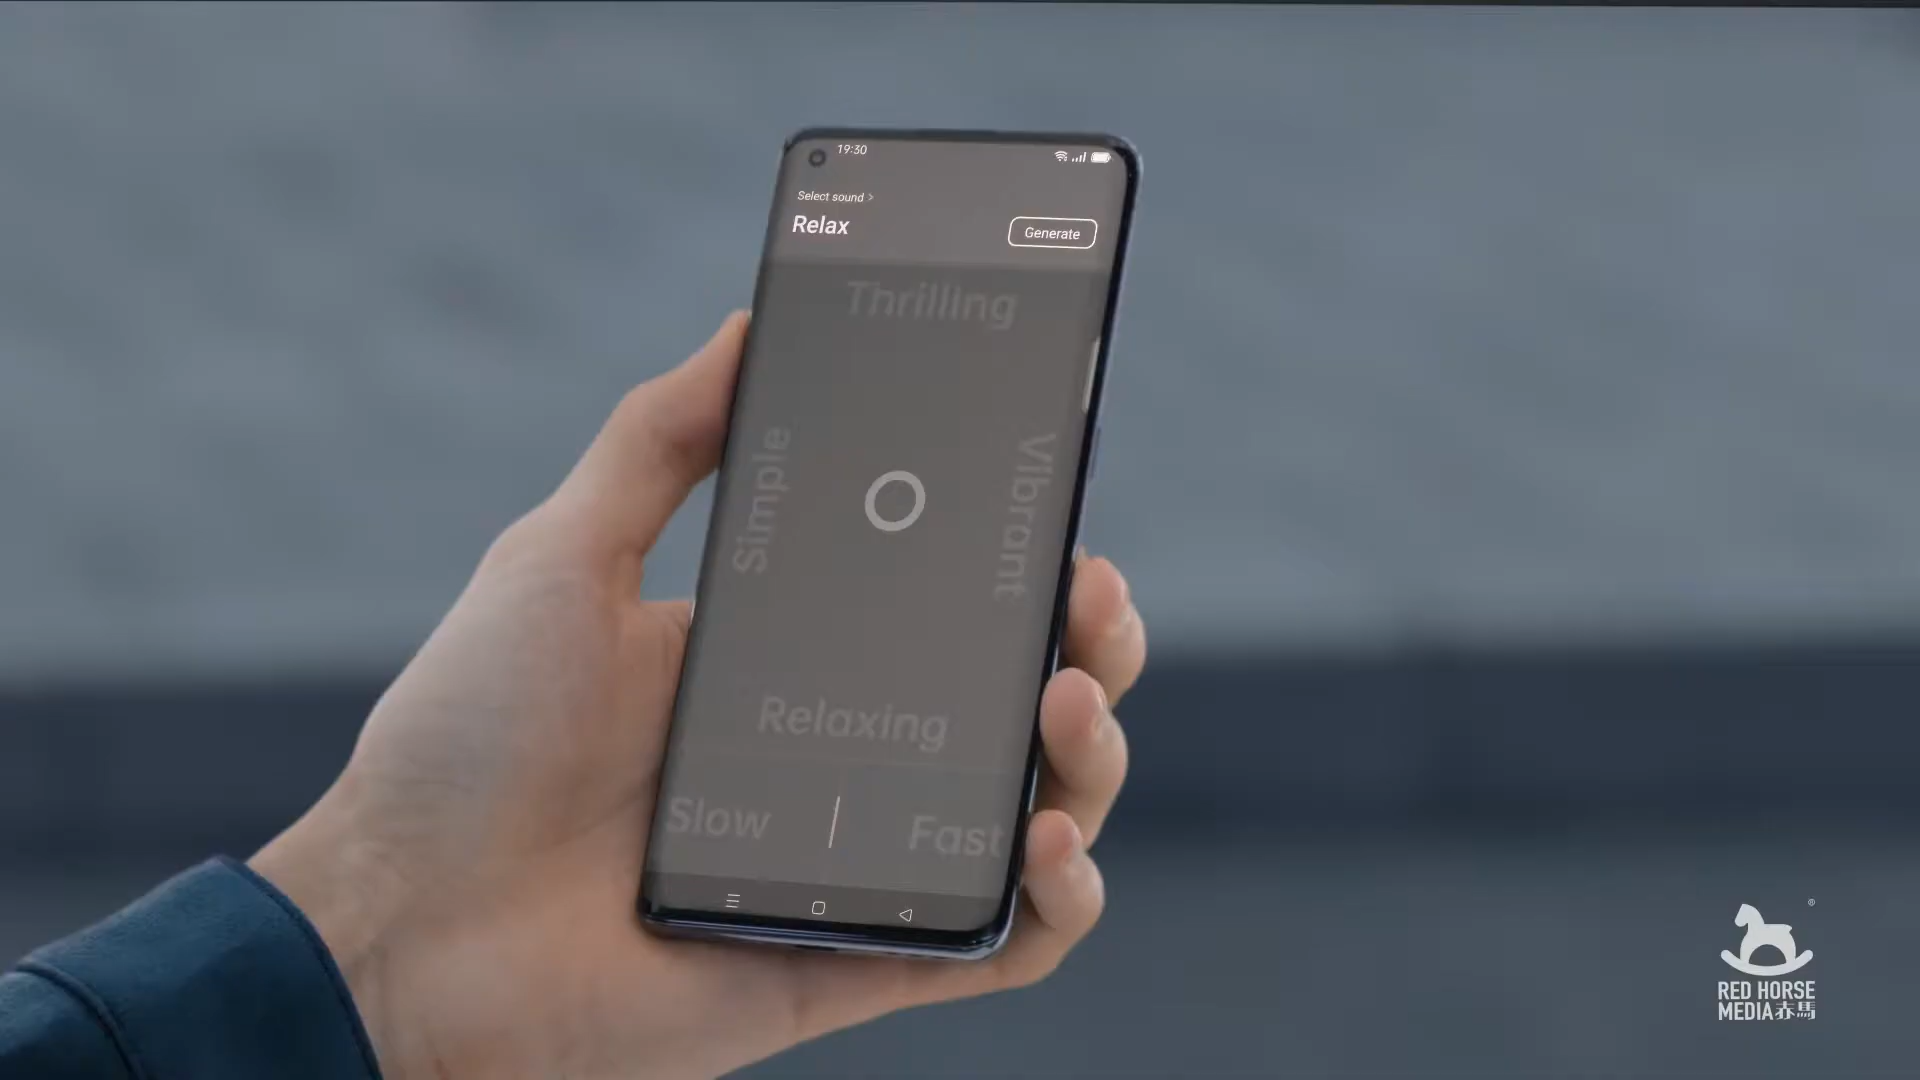 19:30
Select sound >
Relax
Generate
Thrilling
Simple
Vibrant
Relaxing
Slow
Fast
®
RED HORSE
MEDIA赤馬